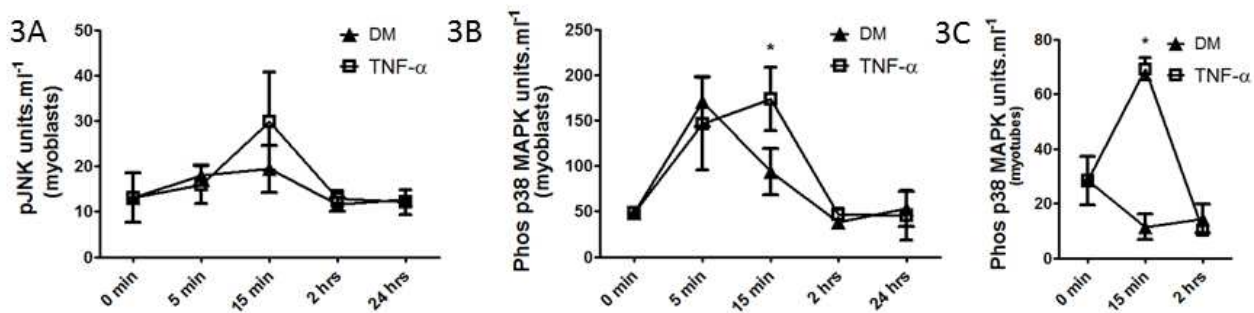 3A
pJNK units.ml-1
(myoblasts)
50
40
30
20
10
0
DM
TNF-α
0 min
5 min
15 min
2 hrs
24 hrs
3B
Phos p38 MAPK units.ml-1
(myoblasts)
250
200
150
100
50
0
*
DM
TNF-α
0 min
5 min
15 min
2 hrs
24 hrs
3C
Phos p38 MAPK units.ml-1
(myotubes)
80
60
40
20
0
*
DM
TNF-α
0 min
15 min
2 hrs